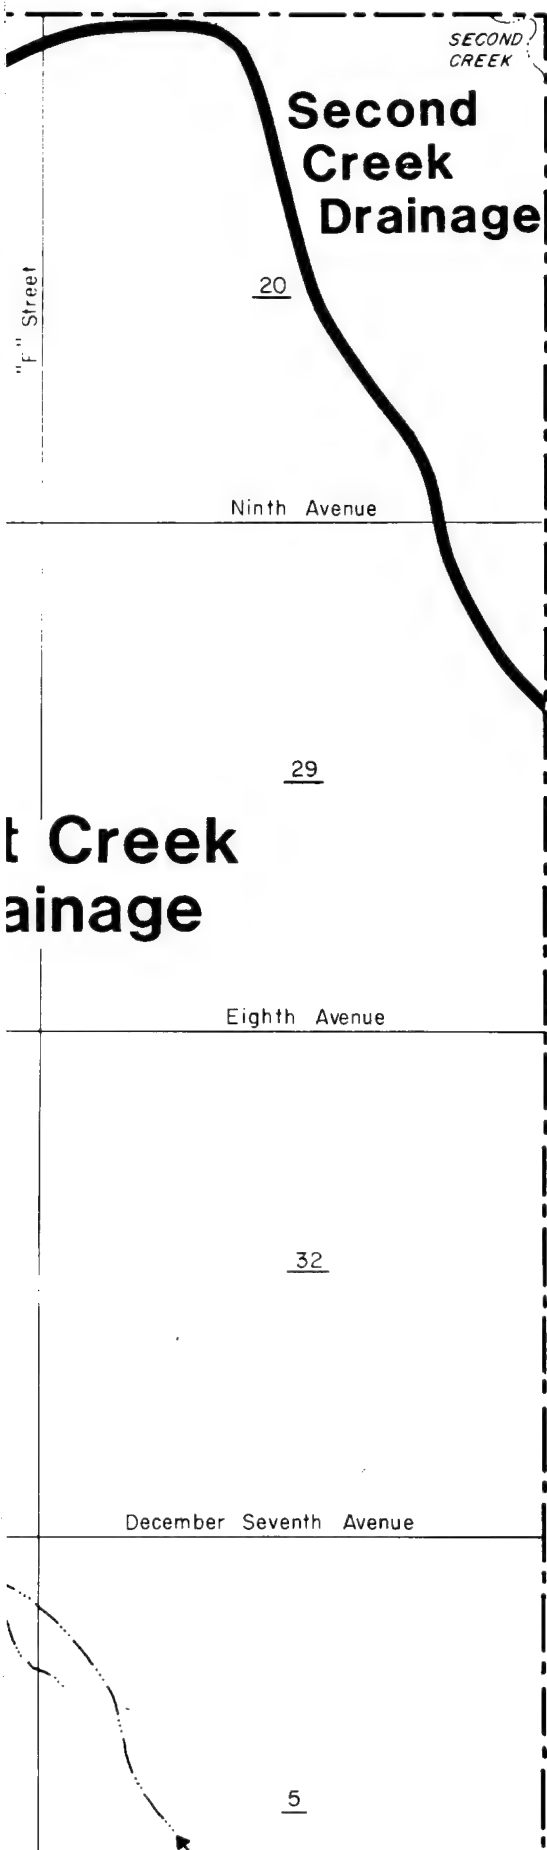 SECOND
CREEK
Second
Creek
Drainage
20
"F" Street
Ninth Avenue
29
t Creek
ainage
Eighth Avenue
32
December Seventh Avenue
5